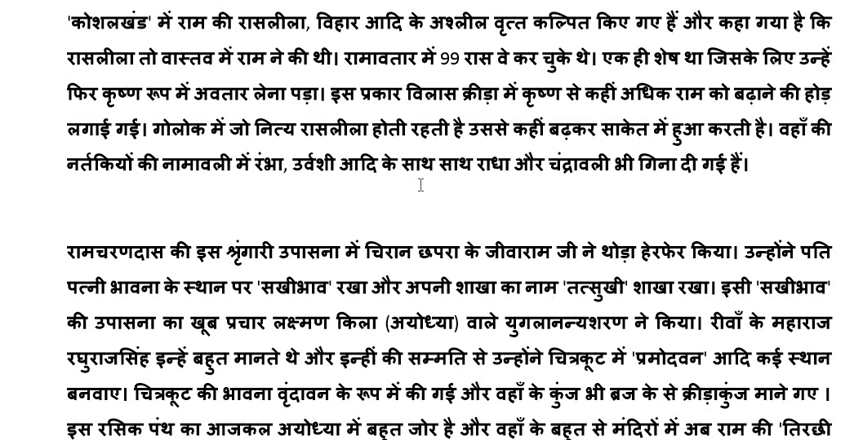 'कोशलखंड' में राम की रासलीला, विहार आदि के अश्लील वृत्त कल्पित किए गए हैं और कहा गया है कि
रासलीला तो वास्तव में राम ने की थी। रामावतार में 99 रास वे कर चुके थे। एक ही शेष था जिसके लिए उन्हें
फिर कृष्ण रूप में अवतार लेना पड़ा। इस प्रकार विलास क्रीड़ा में कृष्ण से कहीं अधिक राम को बढ़ाने की होड़
लगाई गई। गोलोक में जो नित्य रासलीला होती रहती है उससे कहीं बढ़कर साकेत में हुआ करती है। वहाँ की
नर्तकियों की नामावली में रंभा, उर्वशी आदि के साथ साथ राधा और चंद्रावली भी गिना दी गई हैं।
रामचरणदास की इस श्रृंगारी उपासना में चिरान छपरा के जीवाराम जी ने थोड़ा हेरफेर किया। उन्होंने पति
पत्नी भावना के स्थान पर 'सखीभाव' रखा और अपनी शाखा का नाम 'तत्सुखी' शाखा रखा। इसी 'सखीभाव'
की उपासना का खूब प्रचार लक्ष्मण किला (अयोध्या) वाले युगलानन्यशरण ने किया। रीवाँ के महाराज
रघुराजसिंह इन्हें बहुत मानते थे और इन्हीं की सम्मति से उन्होंने चित्रकूट में 'प्रमोदवन' आदि कई स्थान
बनवाए। चित्रकूट की भावना वृंदावन के रूप में की गई और वहाँ के कुंज भी ब्रज के से क्रीड़ाकुंज माने गए ।
इस रसिक पंथ का आजकल अयोध्या में बहुत जोर है और वहाँ के बहुत से मंदिरों में अब राम की 'तिरछी